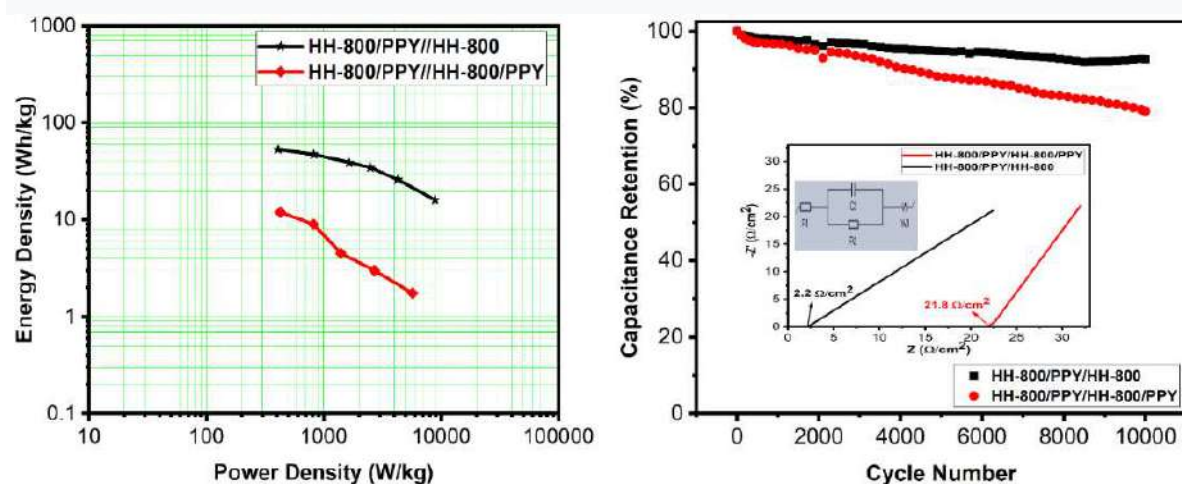 1000
100
10
1
0.1
Energy Density (Wh/kg)
HH-800/PPY//HH-800
HH-800/PPY//HH-800/PPY
10
100
1000
10000
100000
Power Density (W/kg)
100
80
60
40
20
0
Capacitance Retention (%)
HH-800/PPY/HH-800/PPY
HH-800/PPY/HH-800
-30
25
20
15
10
5
0
2.2 Ω/cm²
21.8 Ω/cm²
0
5
10
15
20
25
30
Z (Ω/cm²)
HH-800/PPY/HH-800
HH-800/PPY/HH-800/PPY
0
2000
4000
6000
8000
10000
Cycle Number